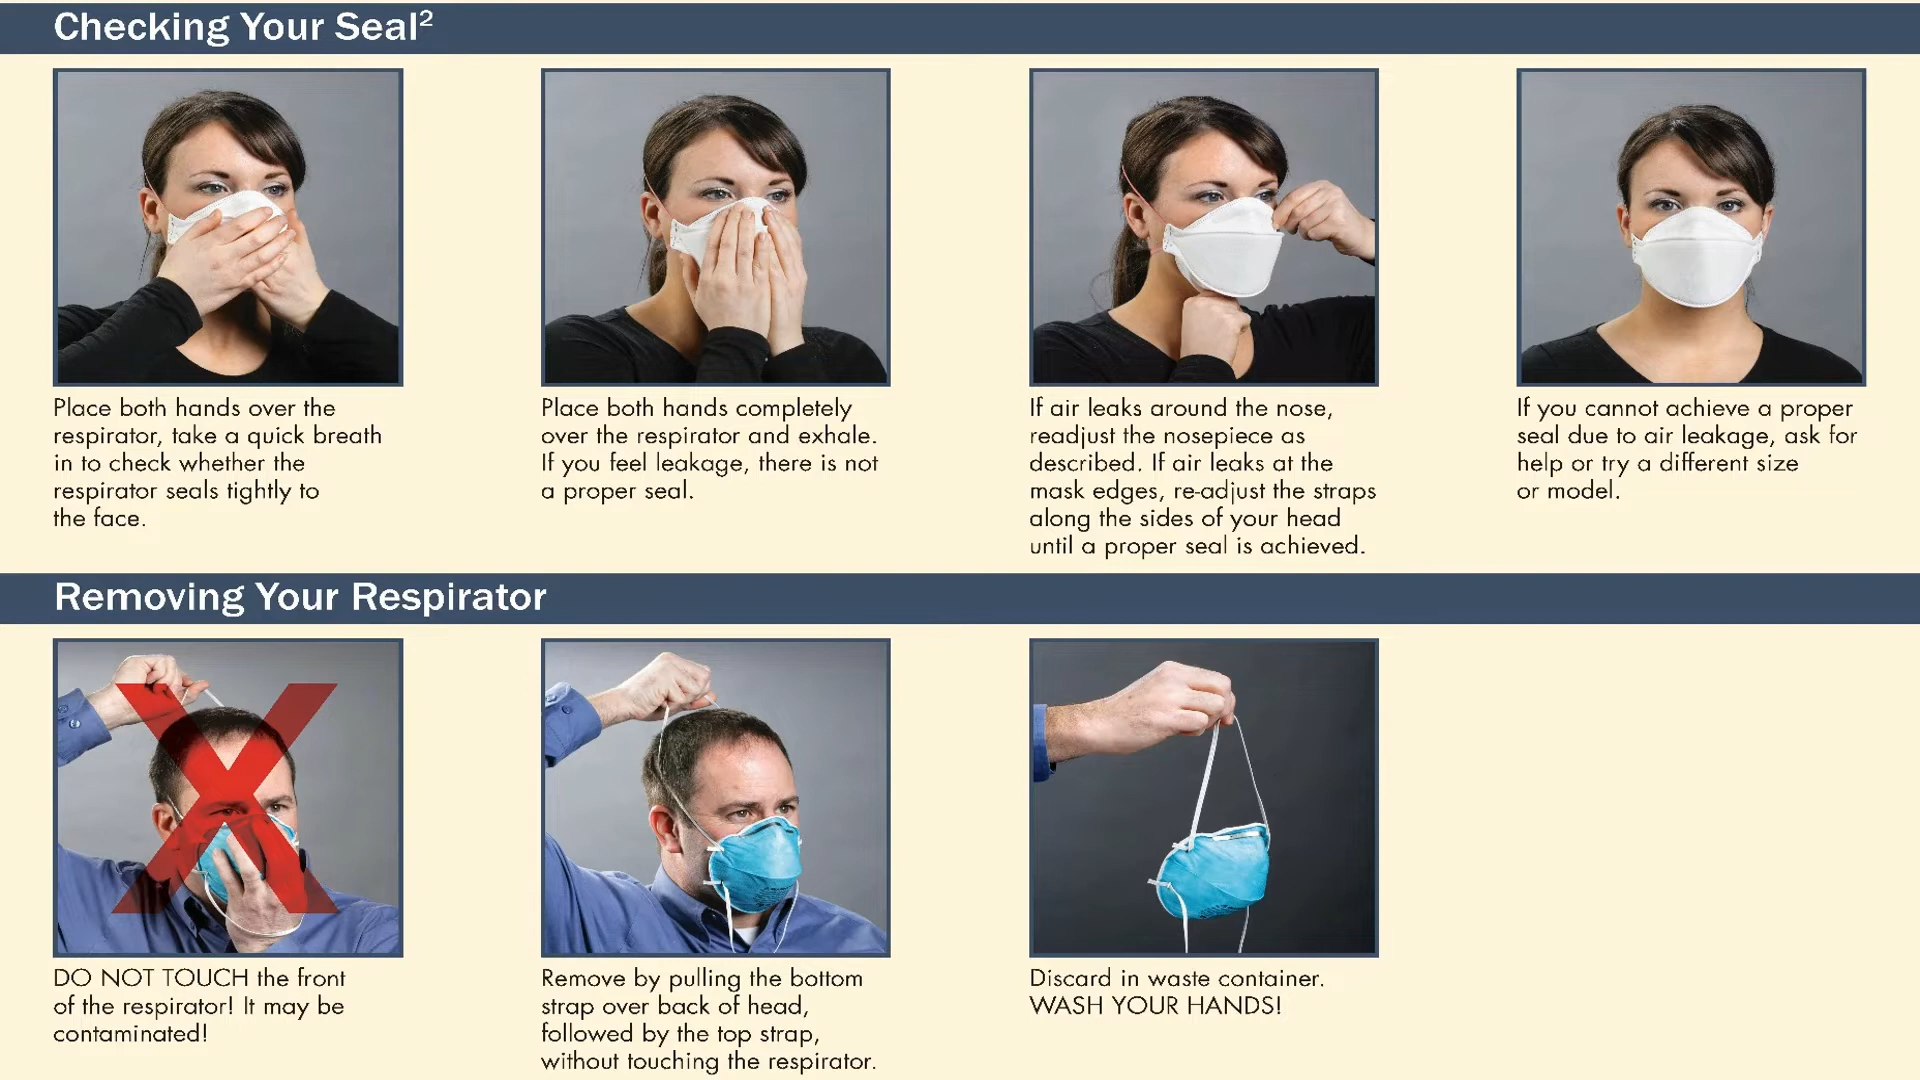 Checking Your Seal²
Place both hands over the
respirator, take a quick breath
in to check whether the
respirator seals tightly to
the face.
Place both hands completely
over the respirator and exhale.
If you feel leakage, there is not
a proper seal.
If air leaks around the nose,
readjust the nosepiece as
described. If air leaks at the
mask edges, re-adjust the straps
along the sides of your head
until a proper seal is achieved.
If you cannot achieve a proper
seal due to air leakage, ask for
help or try a different size
or model.
Removing Your Respirator
DO NOT TOUCH the front
of the respirator! It may be
contaminated!
Remove by pulling the bottom
strap over back of head,
followed by the top strap,
without touching the respirator.
Discard in waste container.
WASH YOUR HANDS!